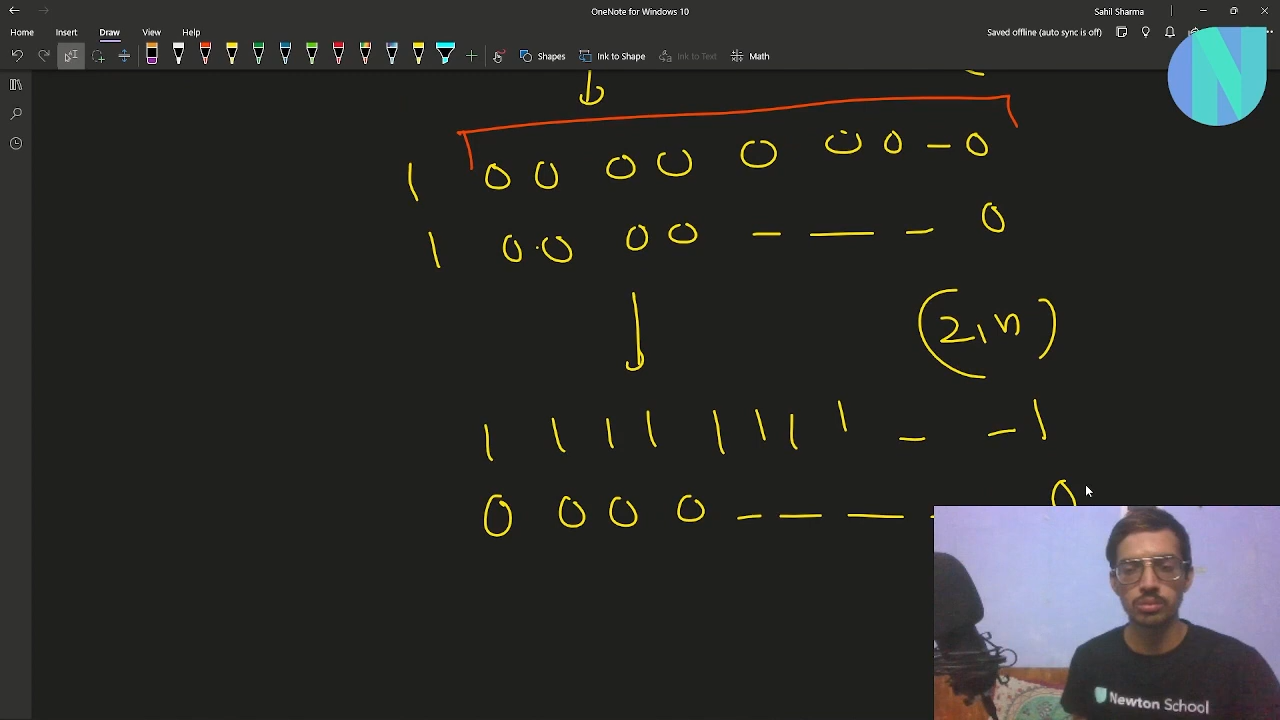 OneNote for Windows 10
Sahil Sharma
Home Insert Draw View Help
Saved offline (auto sync is off)
Shapes Ink to Shape Ink to Text Math
1 0 0 0 0 0 0 0 - 0
1 0 0 0 0 - - - 0
(2, n)
1 1 1 1 1 1 1 1 - - 1
0 0 0 0 - - - - 0
Newton School